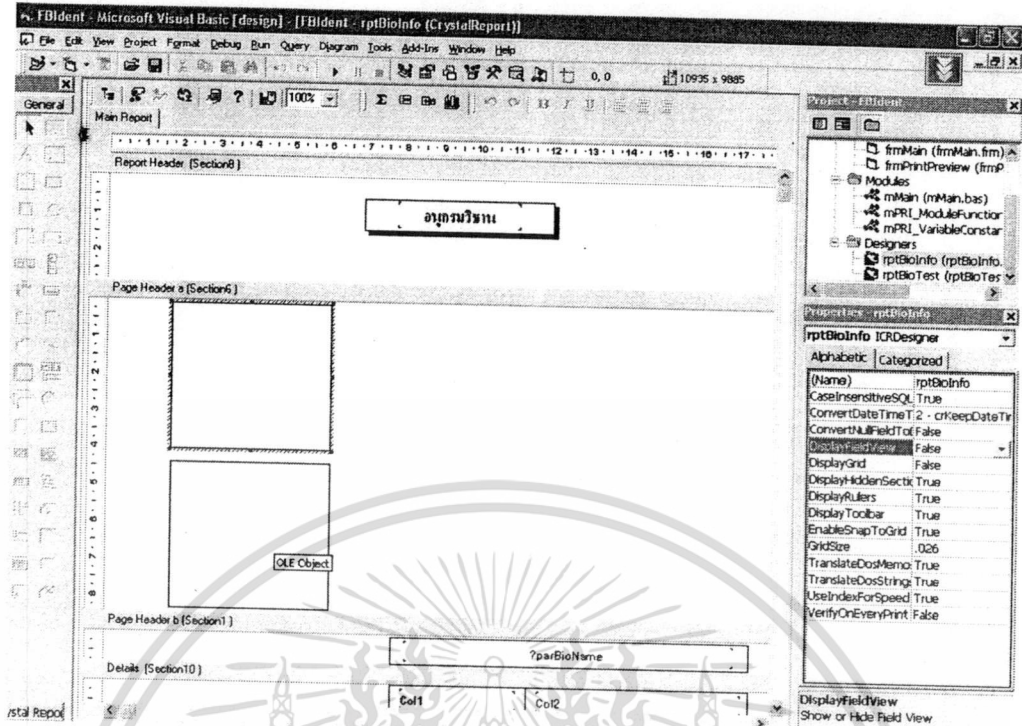 FBIdent - Microsoft Visual Basic [design] - [FBIdent - rptBioInfo (CrystalReport)]
File Edit View Project Format Debug Run Query Diagram Tools Add-Ins Window Help
0, 0
10935 x 9885
General
100%
Main Report
Report Header (Section8)
อนุกรมวิธาน
Page Header a (Section6)
OLE Object
Page Header b (Section1)
?parBioName
Details (Section10)
Col1
Col2
Project - FBIdent
frmMain (frmMain.frm)
frmPrintPreview (frmP
Modules
mMain (mMain.bas)
mPRI_ModuleFunction
mPRI_VariableConstar
Designers
rptBioInfo (rptBioInfo.
rptBioTest (rptBioTes
Properties - rptBioInfo
rptBioInfo ICRDesigner
Alphabetic Categorized
(Name) rptBioInfo
CaseInsensitiveSQL True
ConvertDateTimeT 2 - crKeepDateTir
ConvertNullFieldTo( False
DisplayFieldView False
DisplayGrid False
DisplayHiddenSectic True
DisplayRulers True
DisplayToolbar True
EnableSnapToGrid True
GridSize .026
TranslateDosMemo: True
TranslateDosString: True
UseIndexForSpeed True
VerifyOnEveryPrint False
DisplayFieldView
Show or Hide Field View
ystal Repor